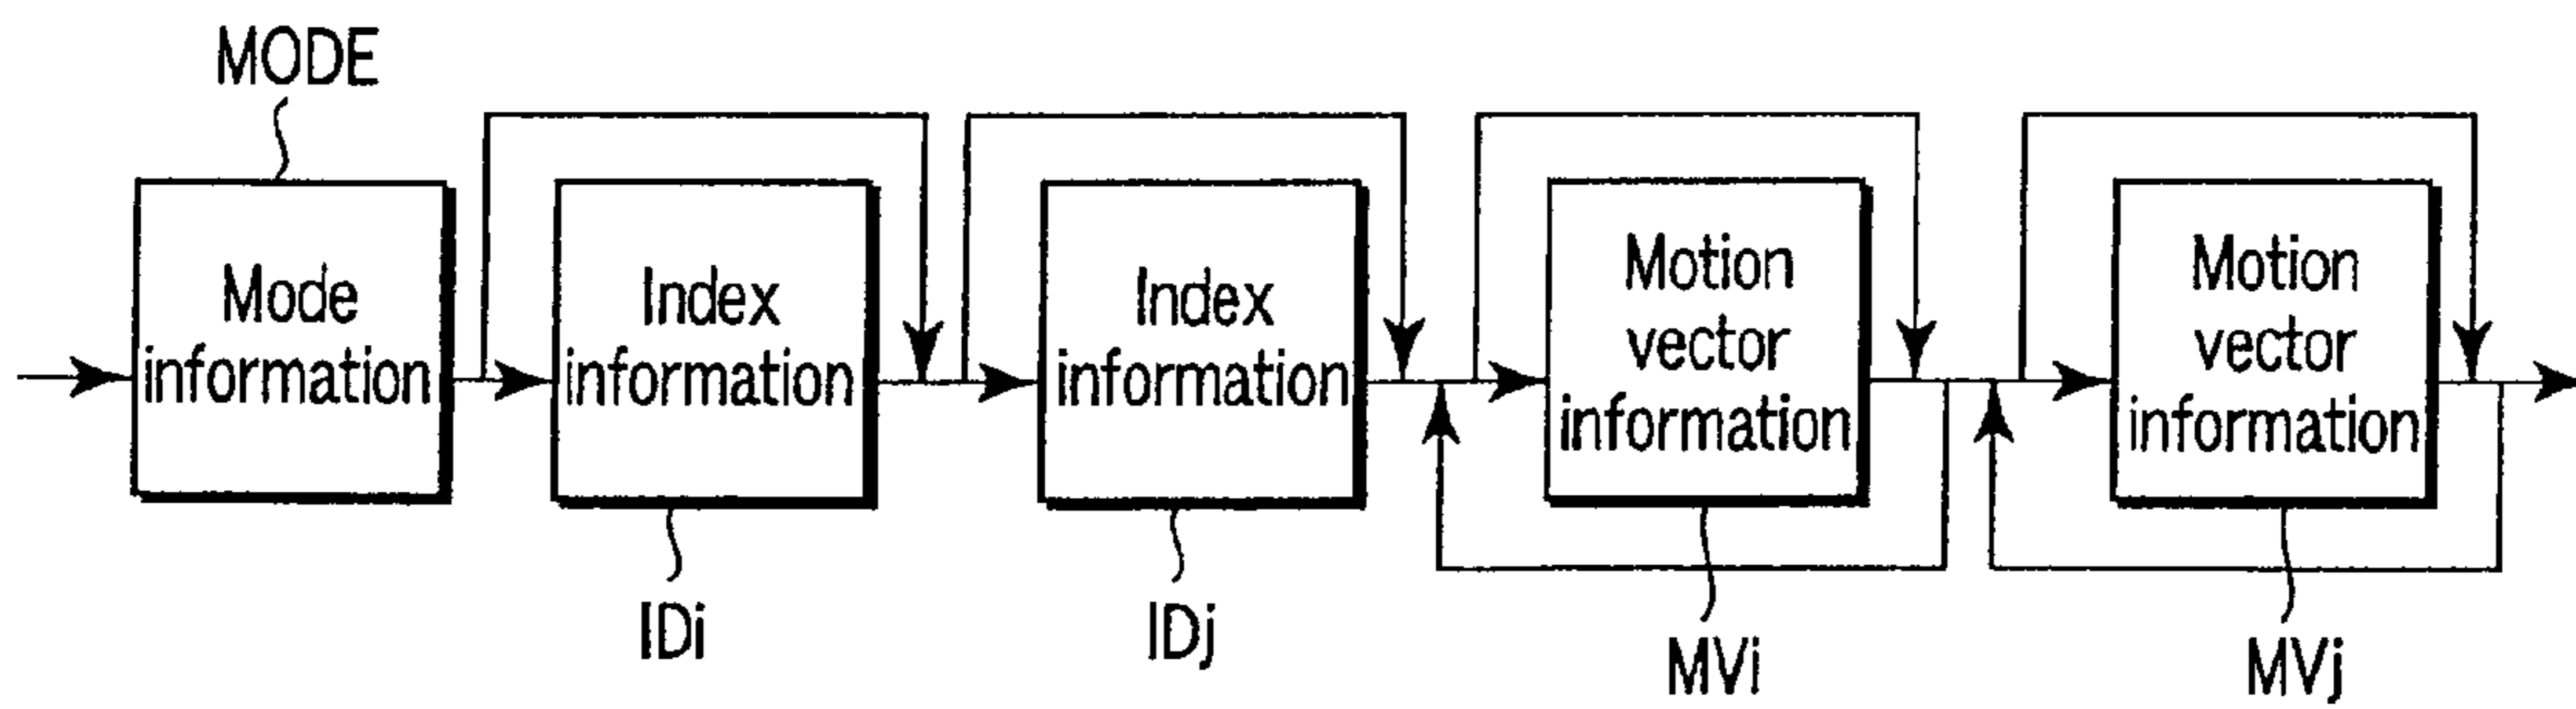 MODE
Mode
information
Index
information
Index
information
Motion
vector
information
Motion
vector
information
IDi
IDj
MVi
MVj